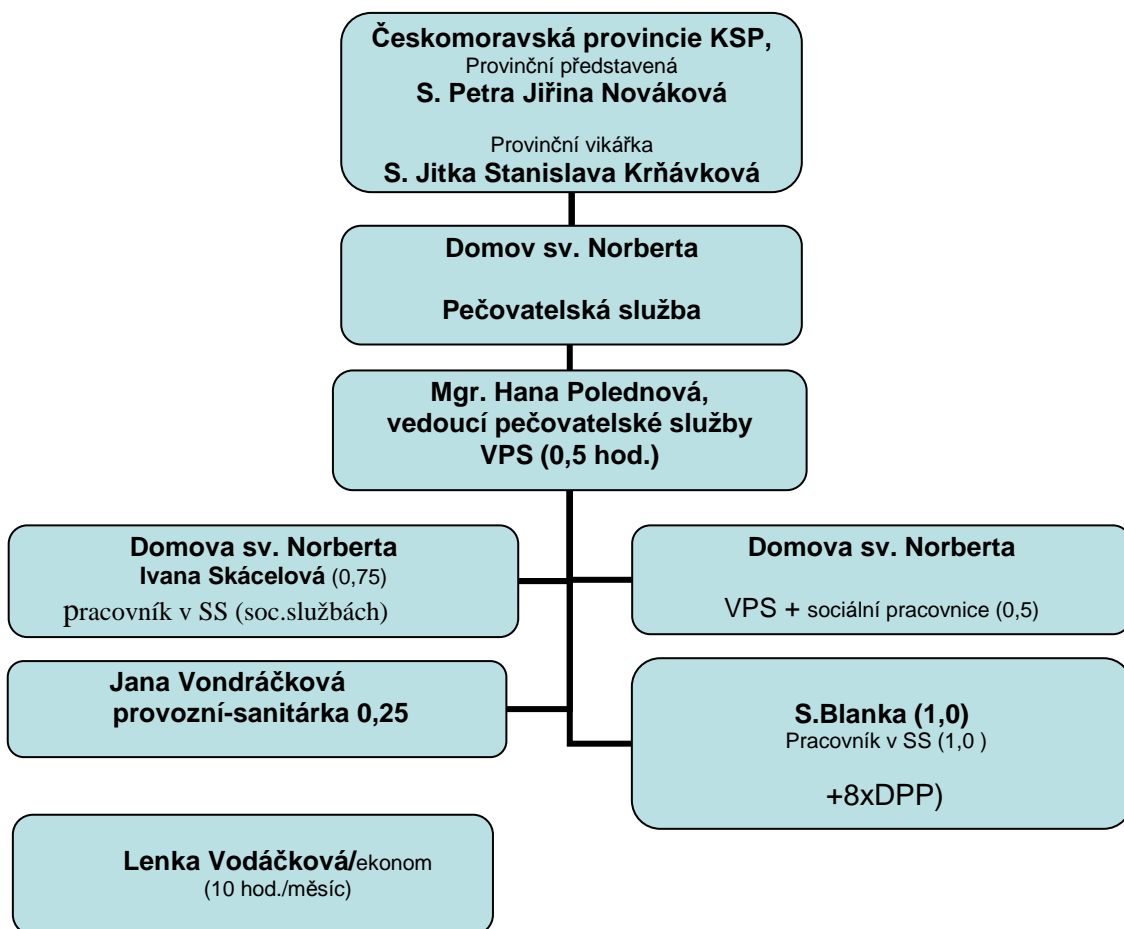 Českomoravská provincie KSP,
Provinční představená
S. Petra Jiřina Nováková
Provinční vikářka
S. Jitka Stanislava Krňávková
Domov sv. Norberta
Pečovatelská služba
Mgr. Hana Polednová,
vedoucí pečovatelské služby
VPS (0,5 hod.)
Domova sv. Norberta
Ivana Skácelová (0,75)
pracovník v SS (soc.službách)
Domova sv. Norberta
VPS + sociální pracovnice (0,5)
Jana Vondráčková
provozní-sanitárka 0,25
S.Blanka (1,0)
Pracovník v SS (1,0 )
+8xDPP)
Lenka Vodáčková/ekonom
(10 hod./měsíc)